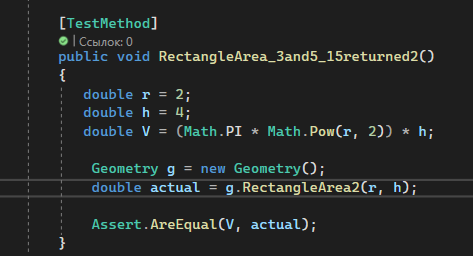 [TestMethod]
| Ссылок: 0
public void RectangleArea_3and5_15returned2()
{
double r = 2;
double h = 4;
double V = (Math.PI * Math.Pow(r, 2)) * h;
Geometry g = new Geometry();
double actual = g.RectangleArea2(r, h);
Assert.AreEqual(V, actual);
}